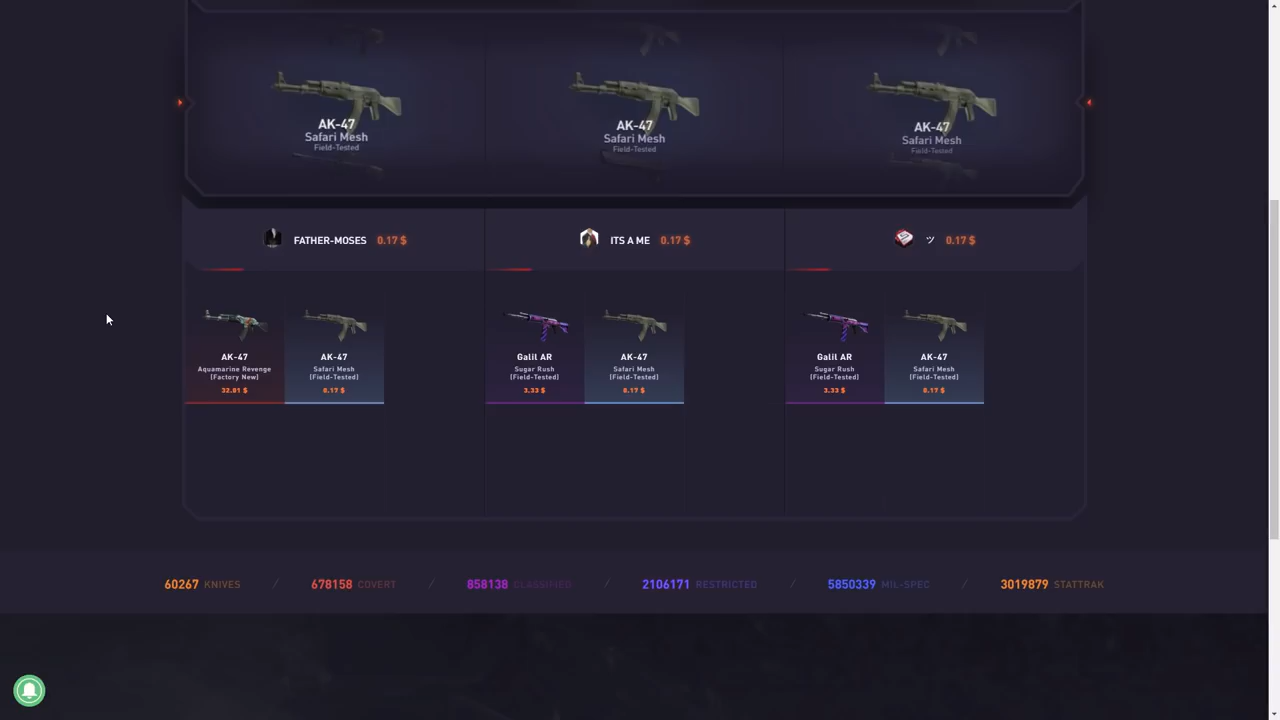 AK-47
Safari Mesh
Field-Tested
AK-47
Safari Mesh
Field-Tested
AK-47
Safari Mesh
Field-Tested
FATHER-MOSES 0.17 $
ITS A ME 0.17 $
ツ 0.17 $
AK-47
Aquamarine Revenge
(Factory New)
32.01 $
AK-47
Safari Mesh
(Field-Tested)
0.17 $
Galil AR
Sugar Rush
(Field-Tested)
3.33 $
AK-47
Safari Mesh
(Field-Tested)
0.17 $
Galil AR
Sugar Rush
(Field-Tested)
3.33 $
AK-47
Safari Mesh
(Field-Tested)
0.17 $
60267 KNIVES / 678158 COVERT / 858138 CLASSIFIED / 2106171 RESTRICTED / 5850339 MIL-SPEC / 3019879 STATTRAK